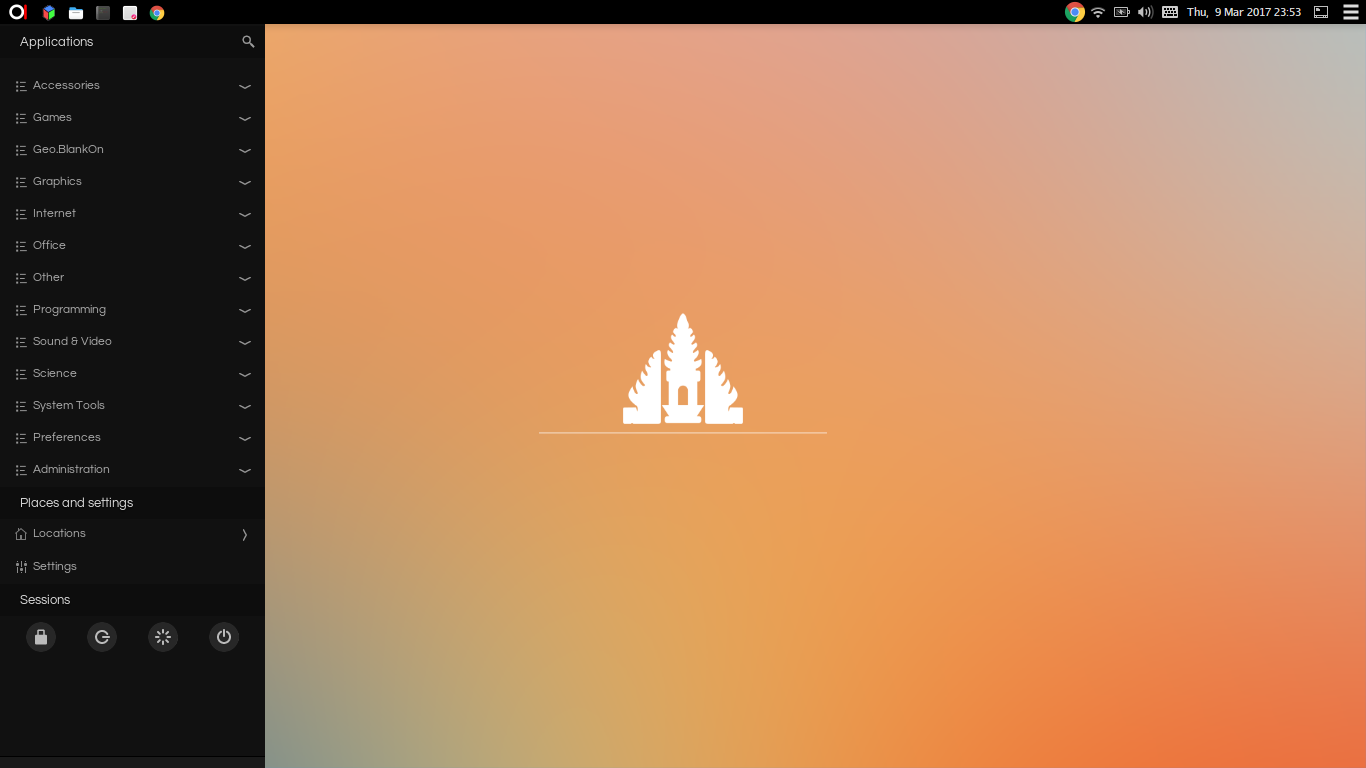 Thu, 9 Mar 2017 23:53
Applications
Accessories
Games
Geo.BlankOn
Graphics
Internet
Office
Other
Programming
Sound & Video
Science
System Tools
Preferences
Administration
Places and settings
Locations
Settings
Sessions